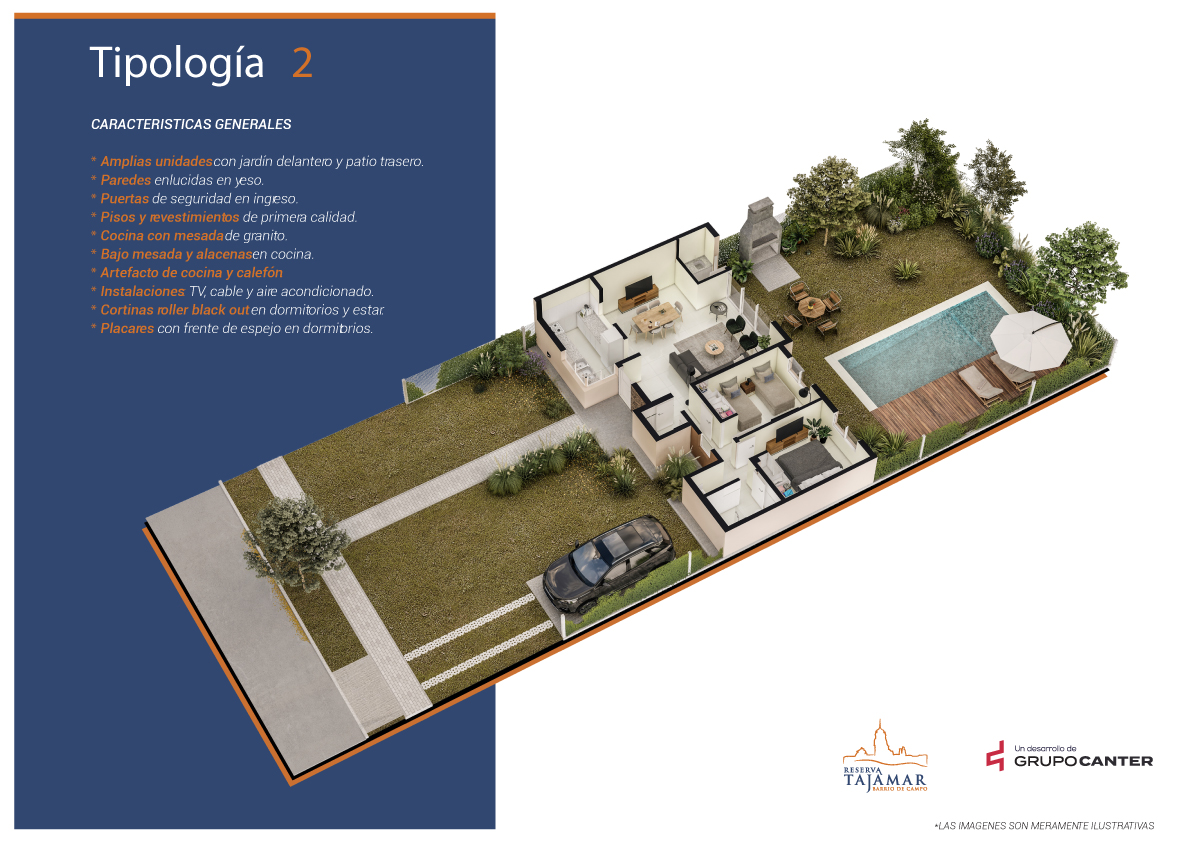 Tipología 2
CARACTERISTICAS GENERALES
* Amplias unidades con jardín delantero y patio trasero.
* Paredes enlucidas en yeso.
* Puertas de seguridad en ingreso.
* Pisos y revestimientos de primera calidad.
* Cocina con mesada de granito.
* Bajo mesada y alacenas en cocina.
* Artefacto de cocina y calefón
* Instalaciones TV, cable y aire acondicionado.
* Cortinas roller black out en dormitorios y estar.
* Placares con frente de espejo en dormitorios.
RESERVA
TAJAMAR
BARRIO DE CAMPO
Un desarrollo de
GRUPOCANTER
*LAS IMAGENES SON MERAMENTE ILUSTRATIVAS